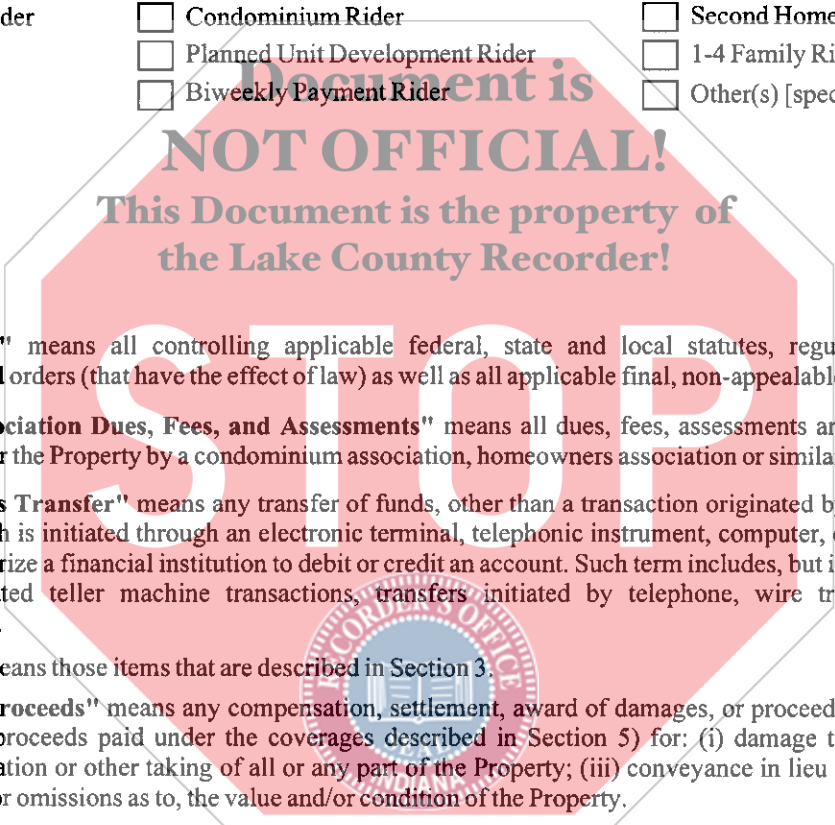 der Condominium Rider Second Home
Planned Unit Development Rider 1-4 Family Ri
Biweekly Payment Rider Other(s) [spec
Document is
NOT OFFICIAL!
This Document is the property of
the Lake County Recorder!
STOP
" means all controlling applicable federal, state and local statutes, regu
l orders (that have the effect of law) as well as all applicable final, non-appealabl
ociation Dues, Fees, and Assessments" means all dues, fees, assessments an
r the Property by a condominium association, homeowners association or simila
s Transfer" means any transfer of funds, other than a transaction originated b
h is initiated through an electronic terminal, telephonic instrument, computer,
rize a financial institution to debit or credit an account. Such term includes, but i
ted teller machine transactions, transfers initiated by telephone, wire tr
.
eans those items that are described in Section 3.
roceeds" means any compensation, settlement, award of damages, or proceed
proceeds paid under the coverages described in Section 5) for: (i) damage t
ation or other taking of all or any part of the Property; (iii) conveyance in lieu
r omissions as to, the value and/or condition of the Property.
RECORDER'S OFFICE
INDIANA